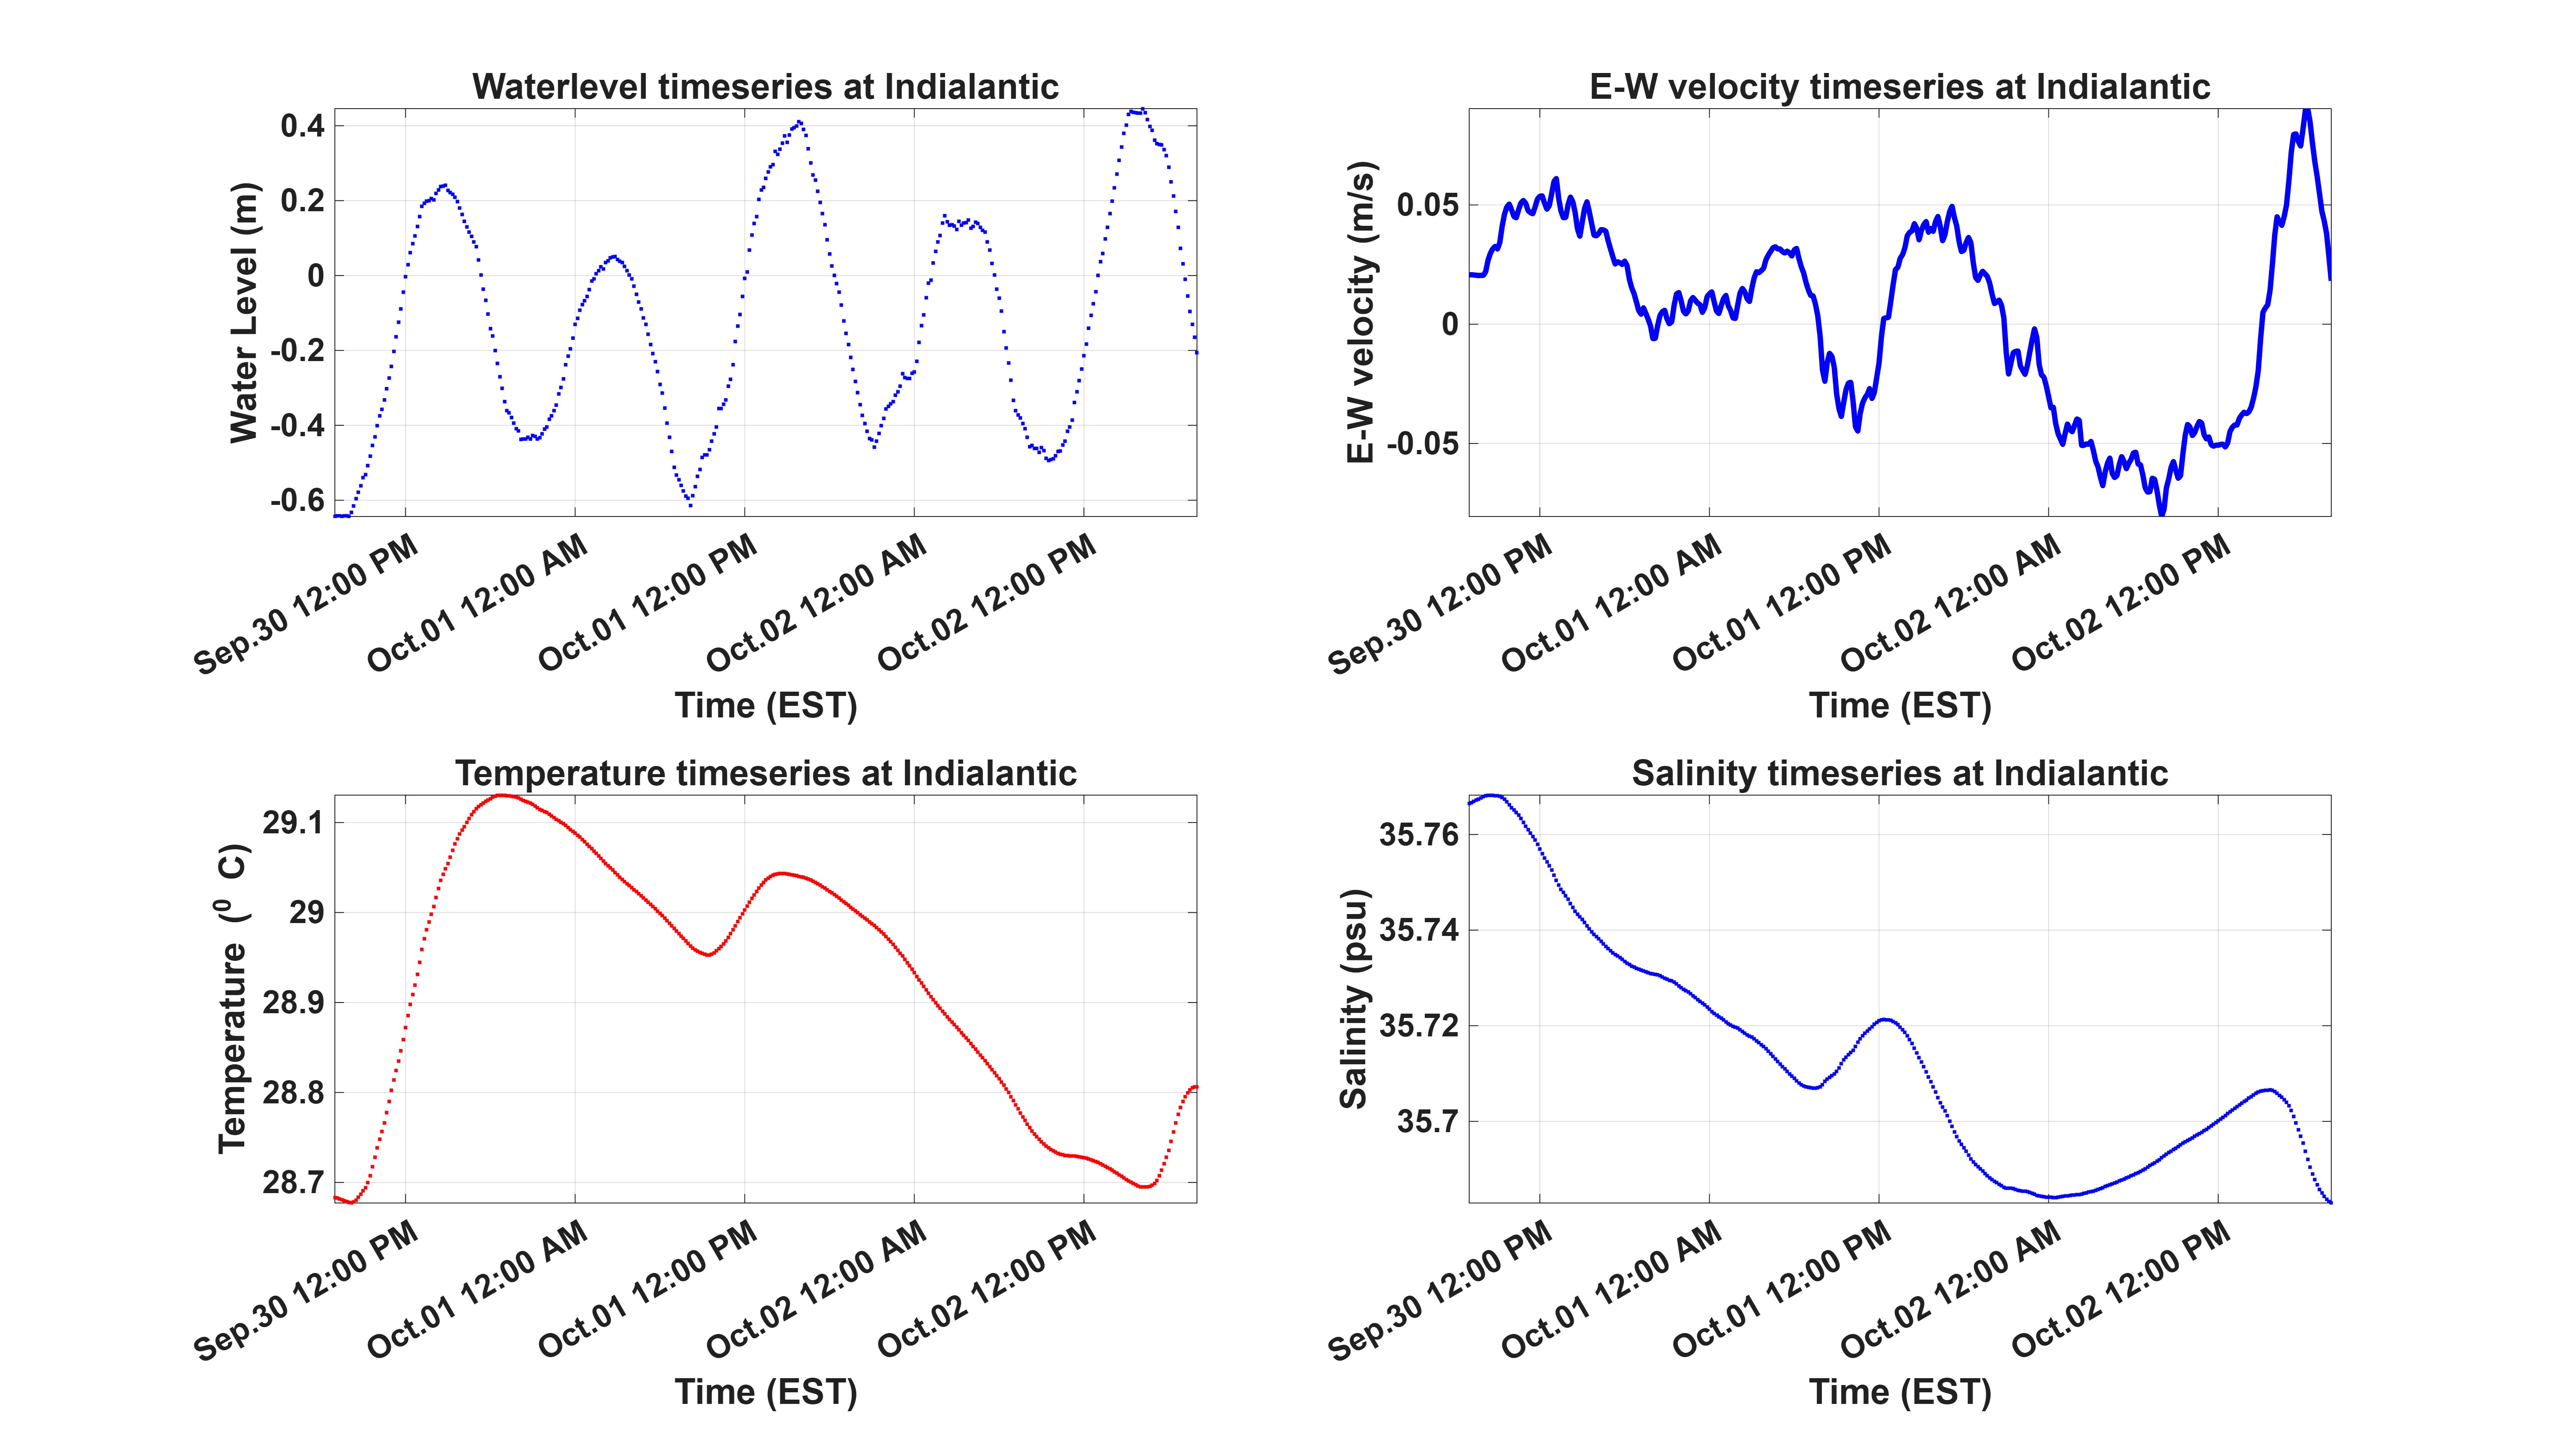 Waterlevel timeseries at Indialantic
Water Level (m)
0.4
0.2
0
-0.2
-0.4
-0.6
Sep.30 12:00 PM
Oct.01 12:00 AM
Oct.01 12:00 PM
Oct.02 12:00 AM
Oct.02 12:00 PM
Time (EST)
E-W velocity timeseries at Indialantic
E-W velocity (m/s)
0.05
0
-0.05
Sep.30 12:00 PM
Oct.01 12:00 AM
Oct.01 12:00 PM
Oct.02 12:00 AM
Oct.02 12:00 PM
Time (EST)
Temperature timeseries at Indialantic
Temperature (⁰ C)
29.1
29
28.9
28.8
28.7
Sep.30 12:00 PM
Oct.01 12:00 AM
Oct.01 12:00 PM
Oct.02 12:00 AM
Oct.02 12:00 PM
Time (EST)
Salinity timeseries at Indialantic
Salinity (psu)
35.76
35.74
35.72
35.7
Sep.30 12:00 PM
Oct.01 12:00 AM
Oct.01 12:00 PM
Oct.02 12:00 AM
Oct.02 12:00 PM
Time (EST)